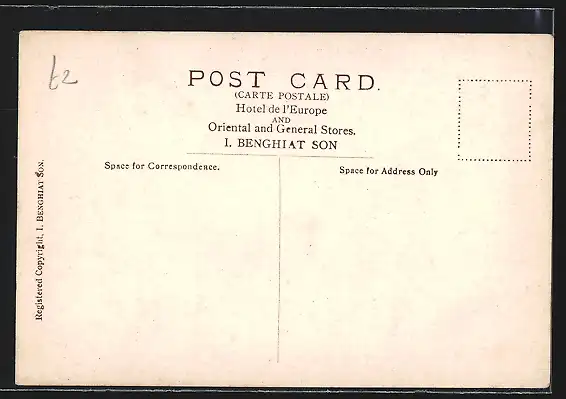 t2
POST CARD.
(CARTE POSTALE)
Hotel de l'Europe
AND
Oriental and General Stores.
I. BENGHIAT SON
Space for Correspondence.
Space for Address Only
Registered Copyright, I. BENGHIAT SON.